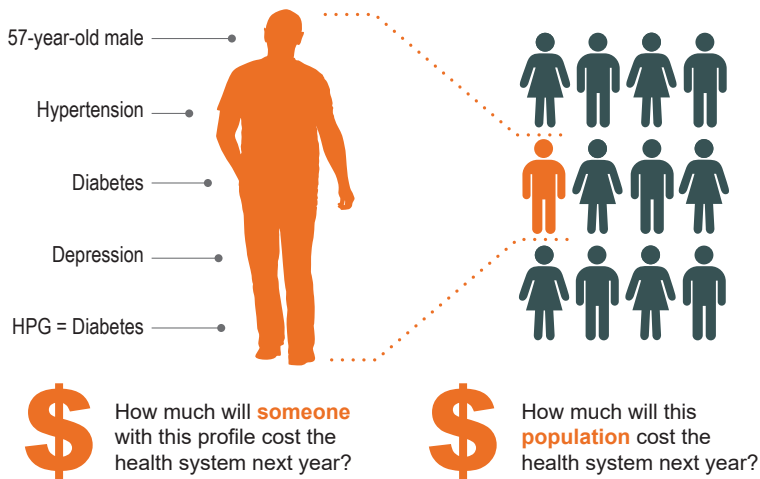 57-year-old male
Hypertension
Diabetes
Depression
HPG = Diabetes
$
How much will someone
with this profile cost the
health system next year?
$
How much will this
population cost the
health system next year?